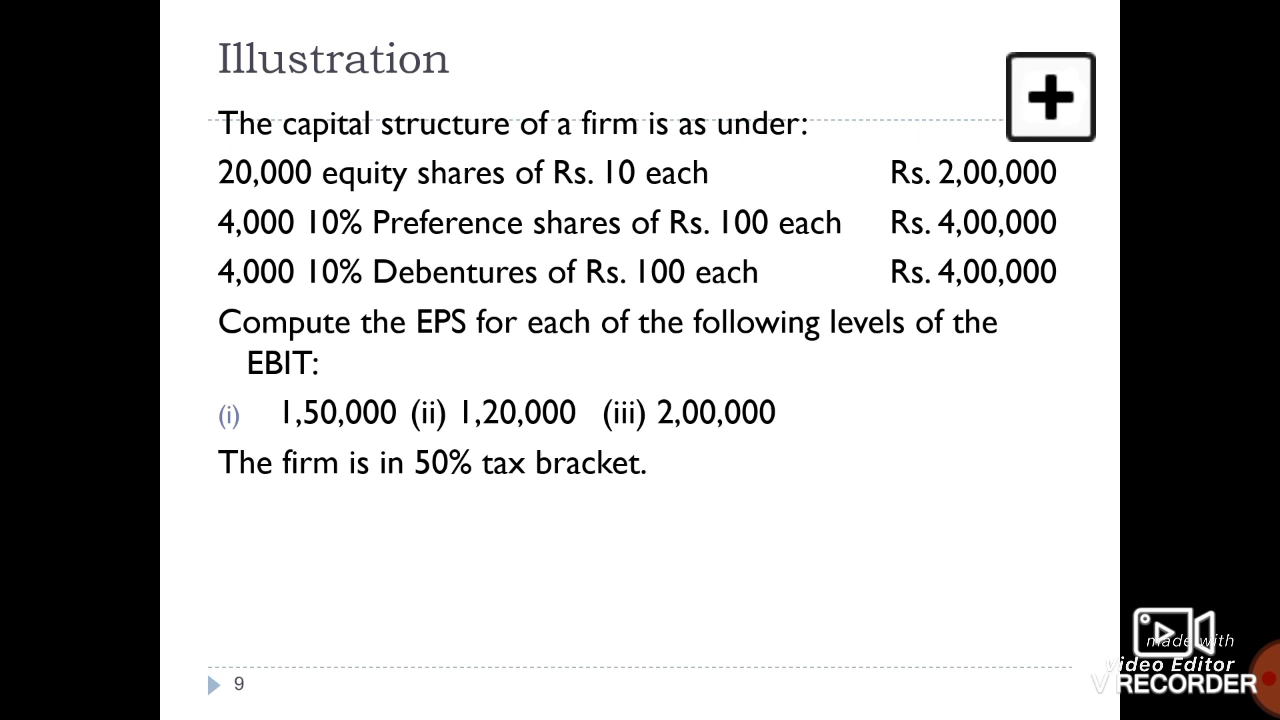 Illustration
The capital structure of a firm is as under:
20,000 equity shares of Rs. 10 each Rs. 2,00,000
4,000 10% Preference shares of Rs. 100 each Rs. 4,00,000
4,000 10% Debentures of Rs. 100 each Rs. 4,00,000
Compute the EPS for each of the following levels of the
EBIT:
(i) 1,50,000 (ii) 1,20,000 (iii) 2,00,000
The firm is in 50% tax bracket.
9
made with
Video Editor
V RECORDER